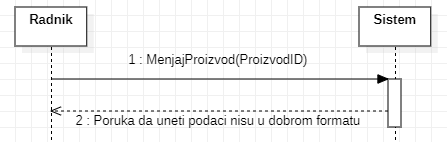 Radnik
Sistem
1 : MenjajProizvod(ProizvodID)
2 : Poruka da uneti podaci nisu u dobrom formatu